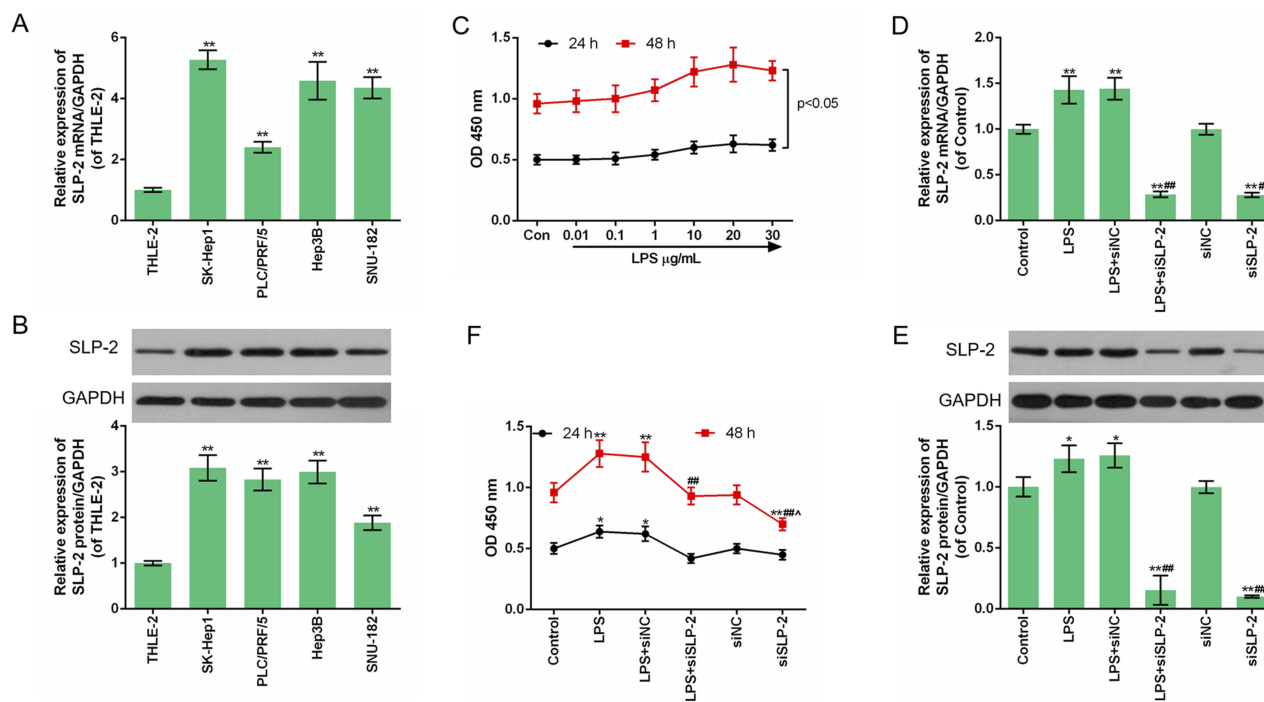 A
Relative expression of
SLP-2 mRNA/GAPDH
(of THLE-2)
6
4
2
0
**
**
**
**
THLE-2
SK-Hep1
PLC/PRF/5
Hep3B
SNU-182
C
24 h
48 h
OD 450 nm
1.5
1.0
0.5
0.0
p<0.05
Con
0.01
0.1
1
10
20
30
LPS μg/mL
D
Relative expression of
SLP-2 mRNA/GAPDH
(of Control)
2.0
1.5
1.0
0.5
0.0
**
**
**##
**#
Control
LPS
LPS+siNC
LPS+siSLP-2
siNC
siSLP-2
B
SLP-2
GAPDH
Relative expression of
SLP-2 protein/GAPDH
(of THLE-2)
4
3
2
1
0
**
**
**
**
THLE-2
SK-Hep1
PLC/PRF/5
Hep3B
SNU-182
F
24 h
48 h
OD 450 nm
1.5
1.0
0.5
0.0
**
**
##
**##^
*
*
Control
LPS
LPS+siNC
LPS+siSLP-2
siNC
siSLP-2
E
SLP-2
GAPDH
Relative expression of
SLP-2 protein/GAPDH
(of Control)
1.5
1.0
0.5
0.0
*
*
**##
**##
Control
LPS
LPS+siNC
LPS+siSLP-2
siNC
siSLP-2